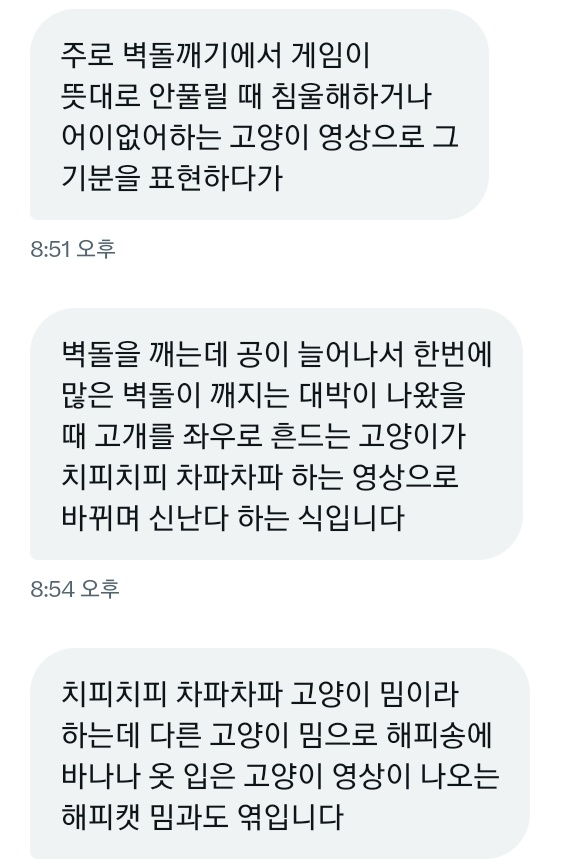 주로 벽돌깨기에서 게임이
뜻대로 안풀릴 때 침울해하거나
어이없어하는 고양이 영상으로 그
기분을 표현하다가
8:51 오후
벽돌을 깨는데 공이 늘어나서 한번에
많은 벽돌이 깨지는 대박이 나왔을
때 고개를 좌우로 흔드는 고양이가
치피치피 차파차파 하는 영상으로
바뀌며 신난다 하는 식입니다
8:54 오후
치피치피 차파차파 고양이 밈이라
하는데 다른 고양이 밈으로 해피송에
바나나 옷 입은 고양이 영상이 나오는
해피캣 밈과도 엮입니다